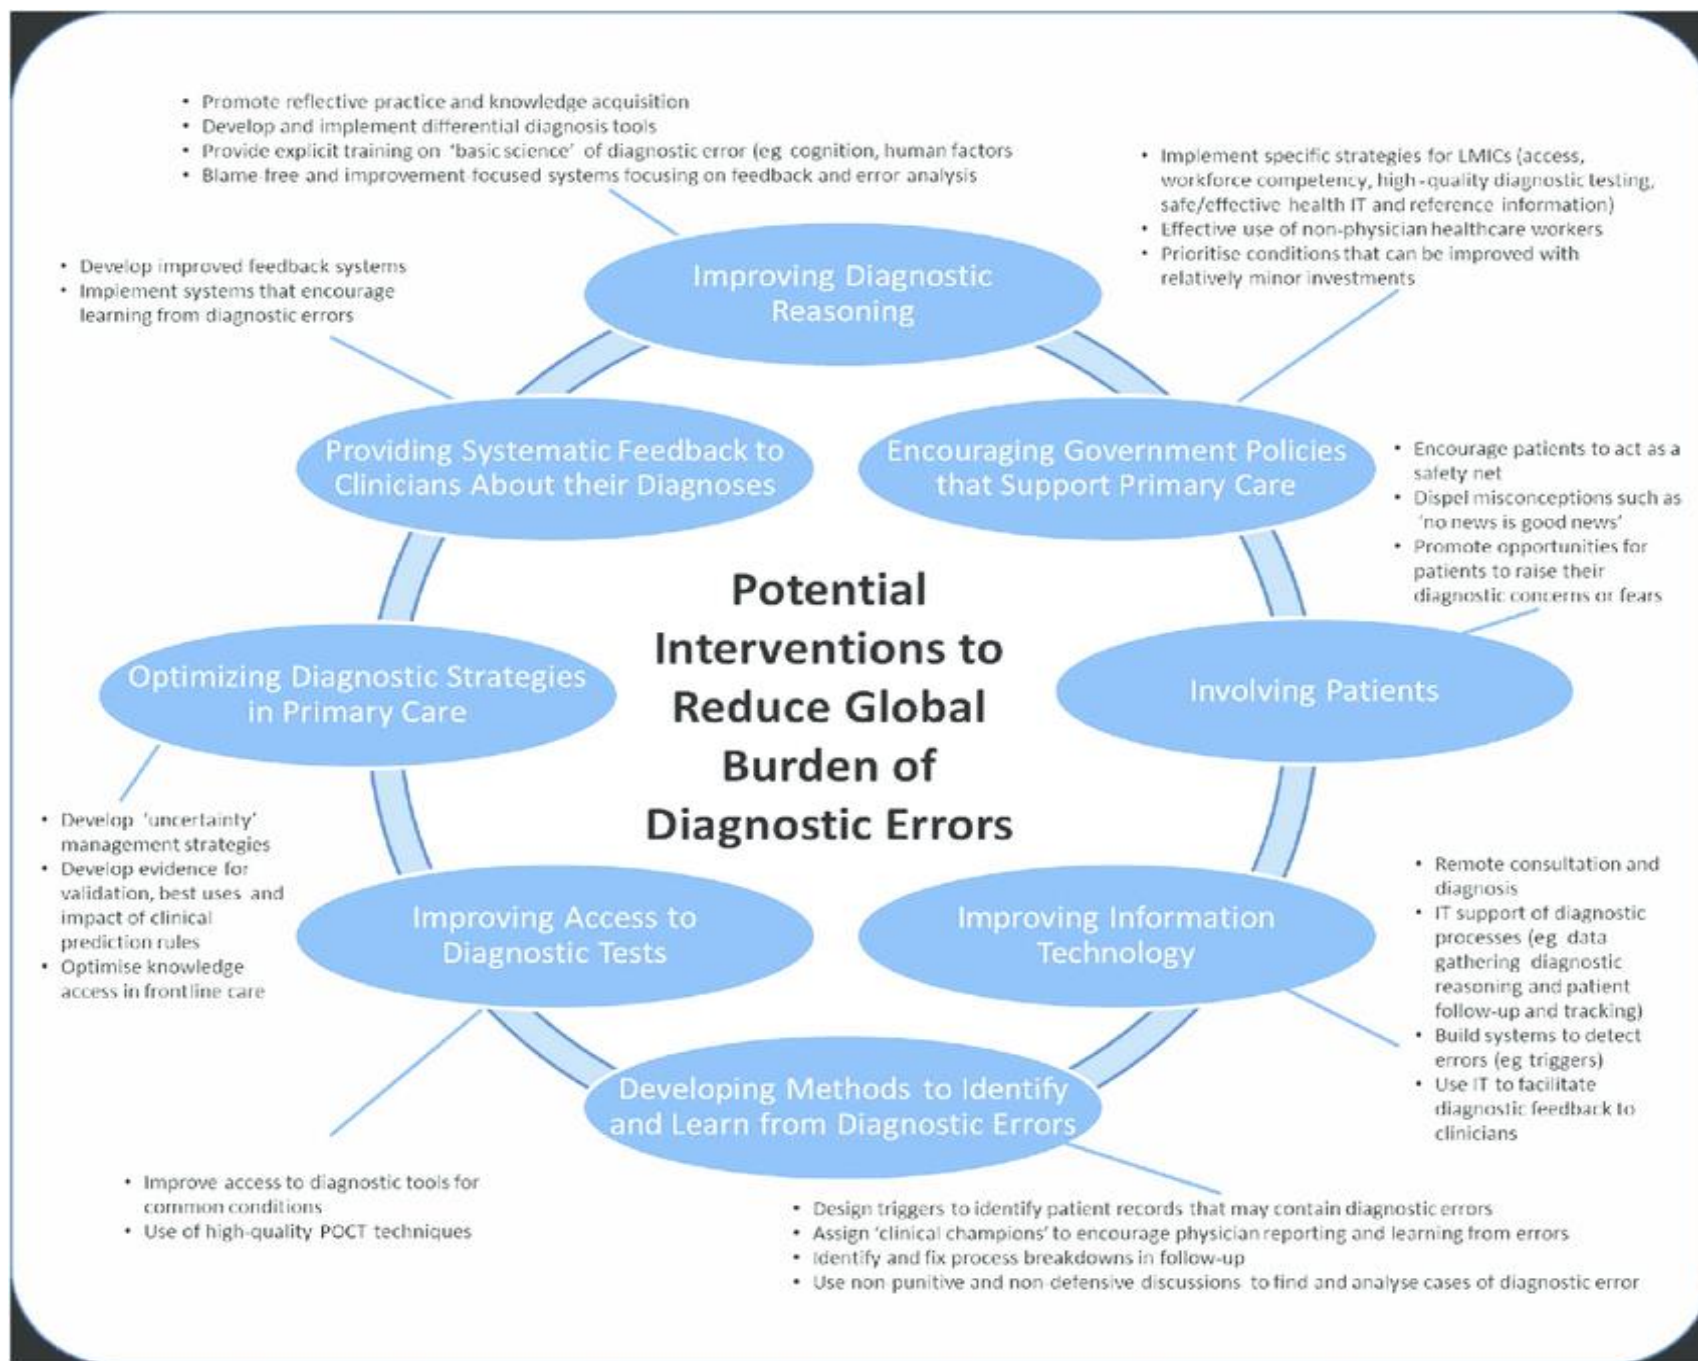 • Promote reflective practice and knowledge acquisition
• Develop and implement differential diagnosis tools
• Provide explicit training on 'basic science' of diagnostic error (eg cognition, human factors
• Blame free and improvement focused systems focusing on feedback and error analysis
• Implement specific strategies for LMICs (access,
workforce competency, high-quality diagnostic testing,
safe/effective health IT and reference information)
• Effective use of non-physician healthcare workers
• Prioritise conditions that can be improved with
relatively minor investments
• Develop improved feedback systems
• Implement systems that encourage
learning from diagnostic errors
Improving Diagnostic
Reasoning
Providing Systematic Feedback to
Clinicians About their Diagnoses
Encouraging Government Policies
that Support Primary Care
• Encourage patients to act as a
safety net
• Dispel misconceptions such as
'no news is good news'
• Promote opportunities for
patients to raise their
diagnostic concerns or fears
Potential
Interventions to
Reduce Global
Burden of
Diagnostic Errors
Optimizing Diagnostic Strategies
in Primary Care
Involving Patients
• Develop 'uncertainty'
management strategies
• Develop evidence for
validation, best uses and
impact of clinical
prediction rules
• Optimise knowledge
access in frontline care
Improving Access to
Diagnostic Tests
Improving Information
Technology
• Remote consultation and
diagnosis
• IT support of diagnostic
processes (eg data
gathering diagnostic
reasoning and patient
follow-up and tracking)
• Build systems to detect
errors (eg triggers)
• Use IT to facilitate
diagnostic feedback to
clinicians
Developing Methods to Identify
and Learn from Diagnostic Errors
• Improve access to diagnostic tools for
common conditions
• Use of high-quality POCT techniques
• Design triggers to identify patient records that may contain diagnostic errors
• Assign 'clinical champions' to encourage physician reporting and learning from errors
• Identify and fix process breakdowns in follow-up
• Use non punitive and non defensive discussions to find and analyse cases of diagnostic error